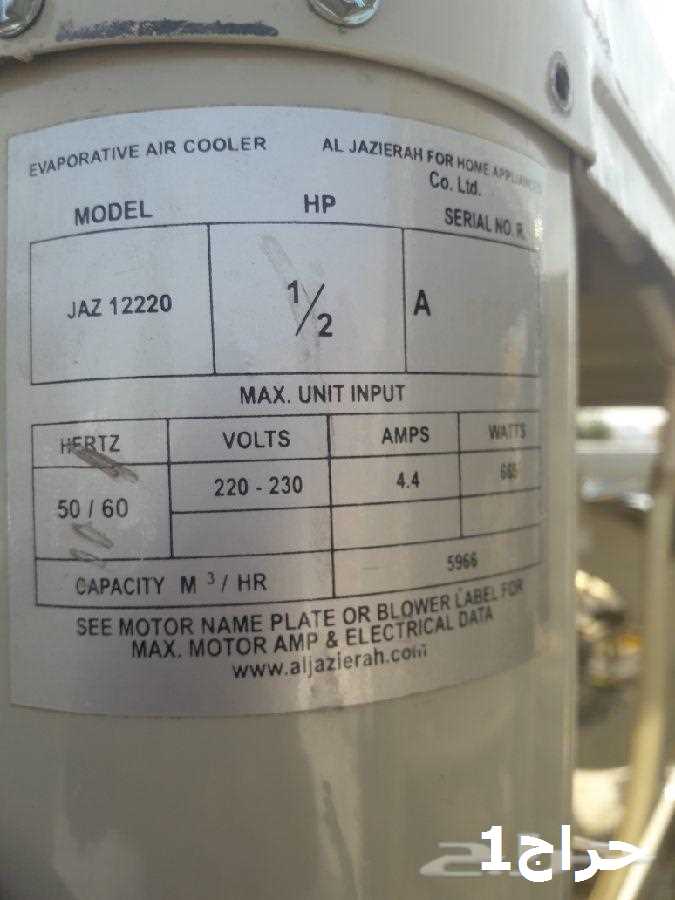 EVAPORATIVE AIR COOLER
AL JAZIERAH FOR HOME APPLIANCES
Co. Ltd.
MODEL HP SERIAL NO. R.
JAZ 12220 1/2 A
MAX. UNIT INPUT
HERTZ VOLTS AMPS WATTS
50 / 60 220 - 230 4.4
CAPACITY M³ / HR 5966
SEE MOTOR NAME PLATE OR BLOWER LABEL FOR
MAX. MOTOR AMP & ELECTRICAL DATA
www.aljazierah.com
حراج1